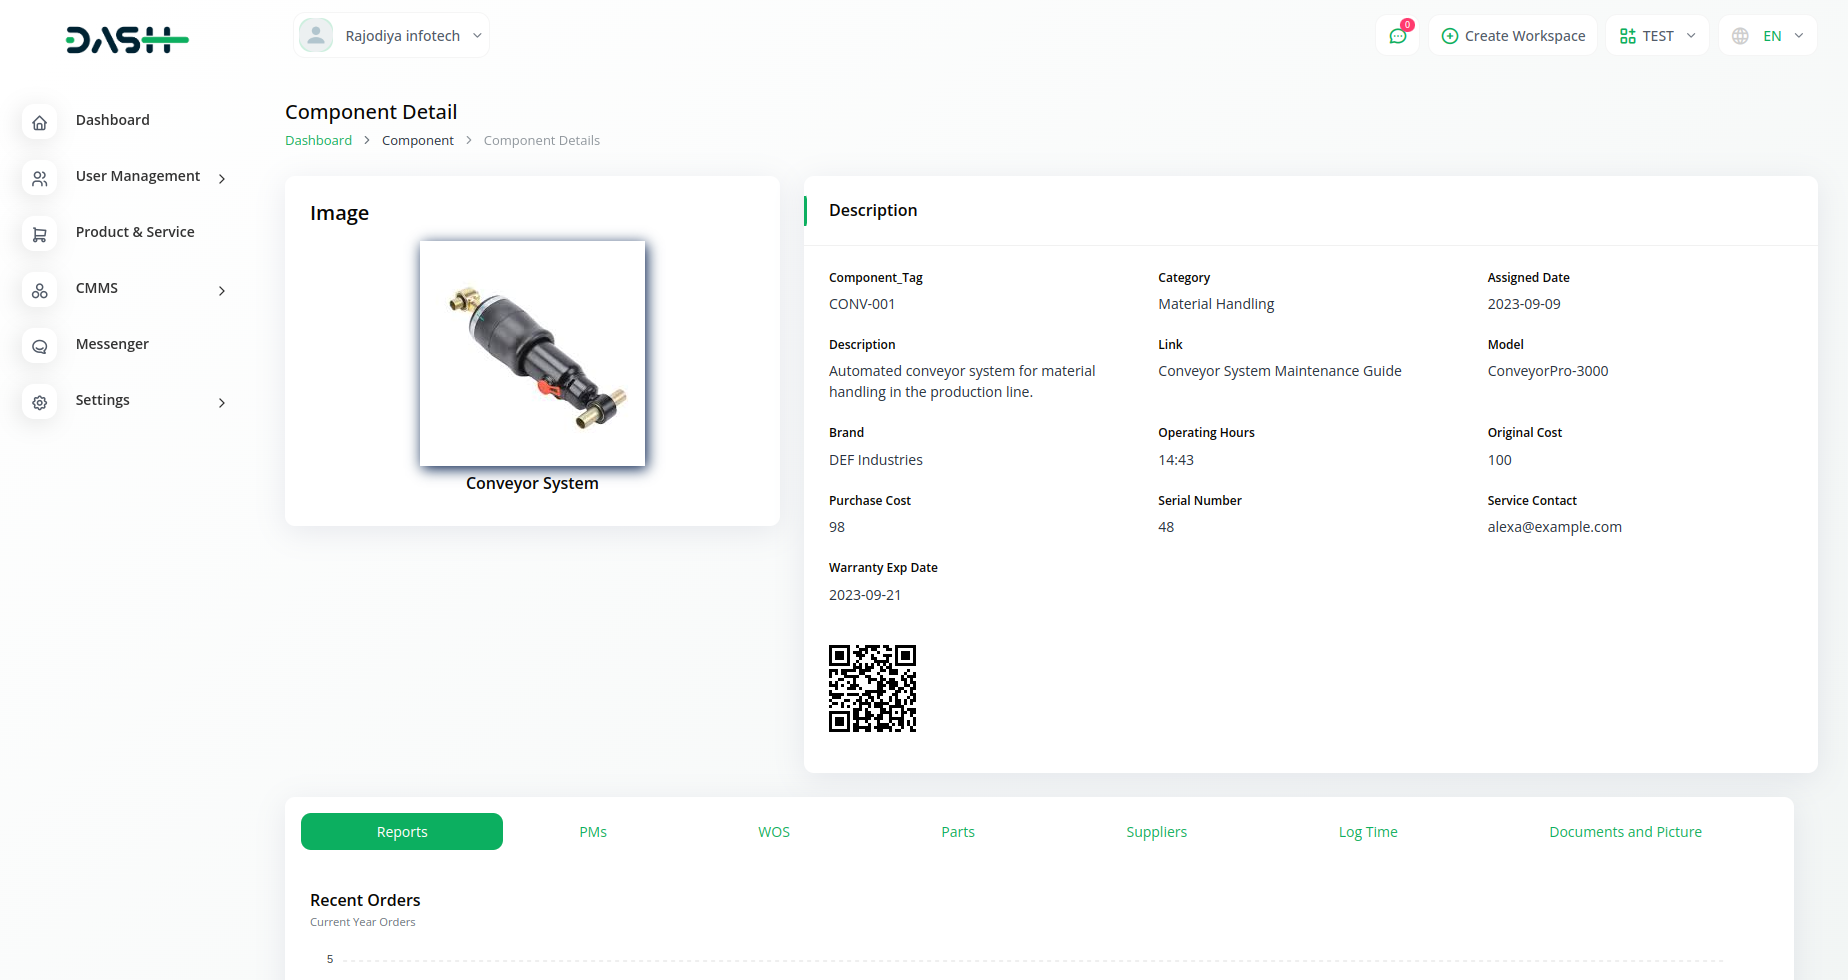 DASH
Rajodiya infotech
0
Create Workspace
TEST
EN
Dashboard
User Management
Product & Service
CMMS
Messenger
Settings
Component Detail
Dashboard > Component > Component Details
Image
Conveyor System
Description
Component_Tag
CONV-001
Category
Material Handling
Assigned Date
2023-09-09
Description
Automated conveyor system for material
handling in the production line.
Link
Conveyor System Maintenance Guide
Model
ConveyorPro-3000
Brand
DEF Industries
Operating Hours
14:43
Original Cost
100
Purchase Cost
98
Serial Number
48
Service Contact
alexa@example.com
Warranty Exp Date
2023-09-21
Reports
PMs
WOS
Parts
Suppliers
Log Time
Documents and Picture
Recent Orders
Current Year Orders
5